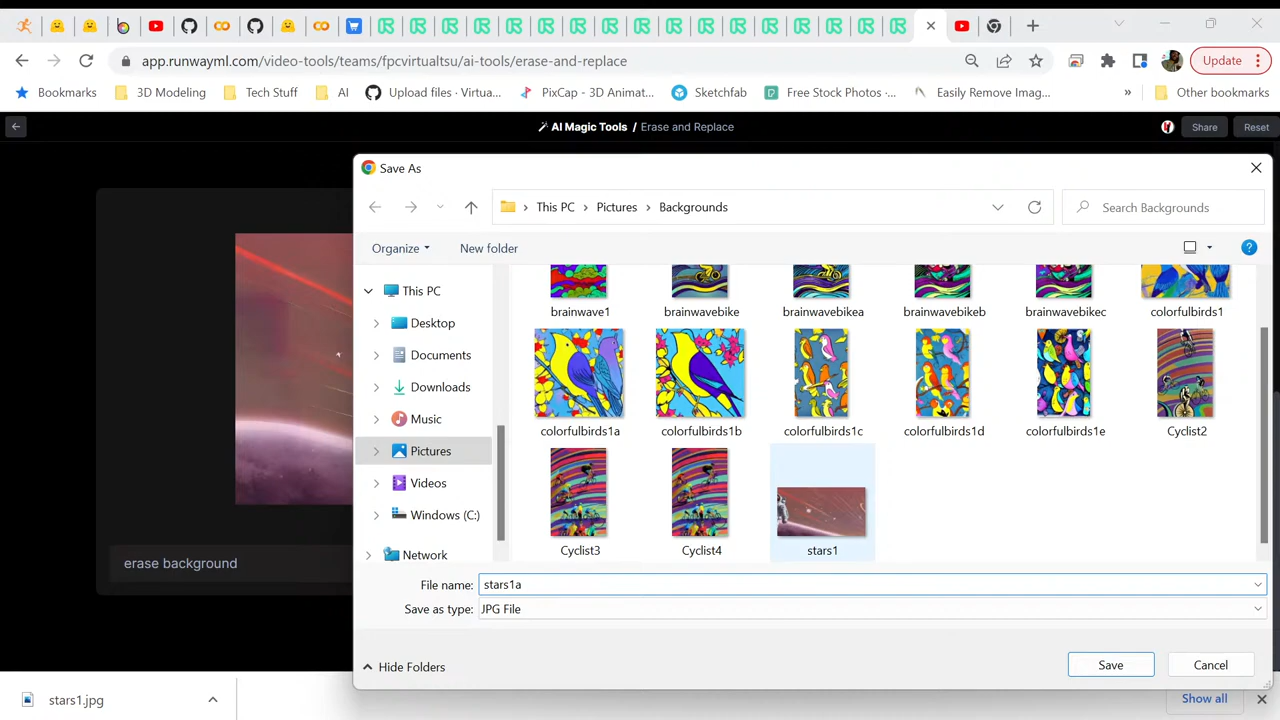 app.runwayml.com/video-tools/teams/fpcvirtualtsu/ai-tools/erase-and-replace
Update
Bookmarks
3D Modeling
Tech Stuff
AI
Upload files · Virtua...
PixCap - 3D Animat...
Sketchfab
Free Stock Photos ·...
Easily Remove Imag...
»
Other bookmarks
AI Magic Tools / Erase and Replace
Share
Reset
Save As
This PC › Pictures › Backgrounds
Search Backgrounds
Organize
New folder
This PC
Desktop
Documents
Downloads
Music
Pictures
Videos
Windows (C:)
Network
brainwave1
brainwavebike
brainwavebikea
brainwavebikeb
brainwavebikec
colorfulbirds1
colorfulbirds1a
colorfulbirds1b
colorfulbirds1c
colorfulbirds1d
colorfulbirds1e
Cyclist2
Cyclist3
Cyclist4
stars1
erase background
File name: stars1a
Save as type: JPG File
Hide Folders
Save
Cancel
stars1.jpg
Show all